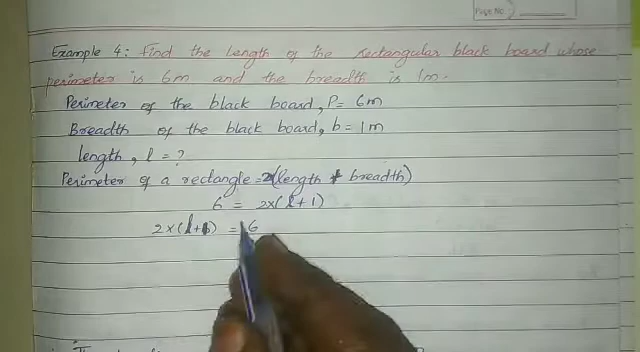 PAGE NO
Example 4: Find the length of the rectangular black board whose
perimeter is 6m and the breadth is 1m.
Perimeter of the black board, P= 6m
Breadth of the black board, b = 1m
length, l = ?
Perimeter of a rectangle = 2(length + breadth)
6 = 2×(l+1)
2×(l+1) = 6